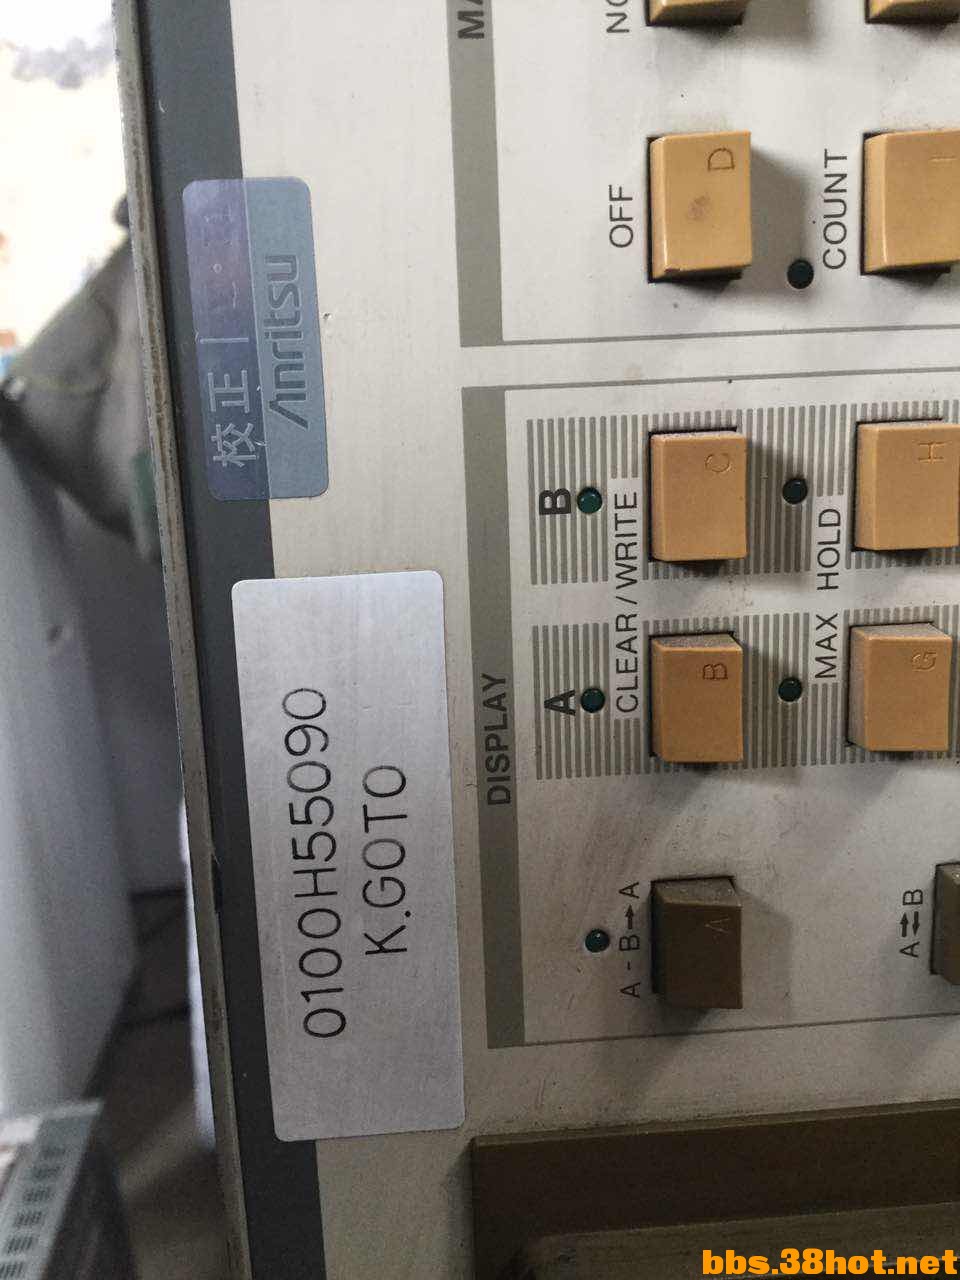 校正
Anritsu
0100H55090
K.GOTO
DISPLAY
OFF
D
COUNT
I
B
CLEAR/WRITE
C
MAX HOLD
H
A
B
G
A-B→A
A
A⇄B
bbs.38hot.net